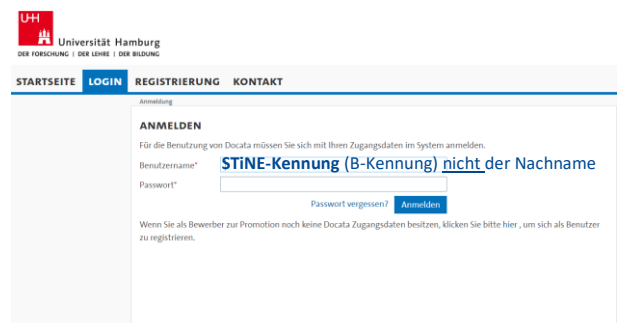 UH
Universität Hamburg
DER FORSCHUNG | DER LEHRE | DER BILDUNG
STARTSEITE LOGIN REGISTRIERUNG KONTAKT
Anmeldung
ANMELDEN
Für die Benutzung von Docata müssen Sie sich mit Ihren Zugangsdaten im System anmelden.
Benutzername* STiNE-Kennung (B-Kennung) nicht der Nachname
Passwort*
Passwort vergessen? Anmelden
Wenn Sie als Bewerber zur Promotion noch keine Docata Zugangsdaten besitzen, klicken Sie bitte hier , um sich als Benutzer
zu registrieren.